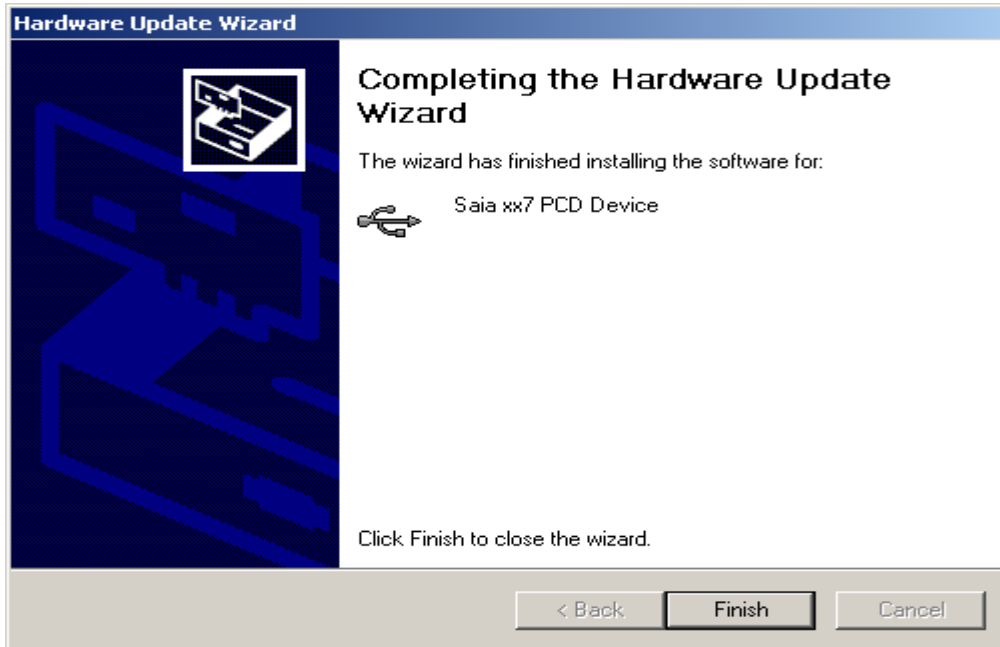 Hardware Update Wizard
Completing the Hardware Update
Wizard
The wizard has finished installing the software for:
Saia xx7 PCD Device
Click Finish to close the wizard.
< Back
Finish
Cancel